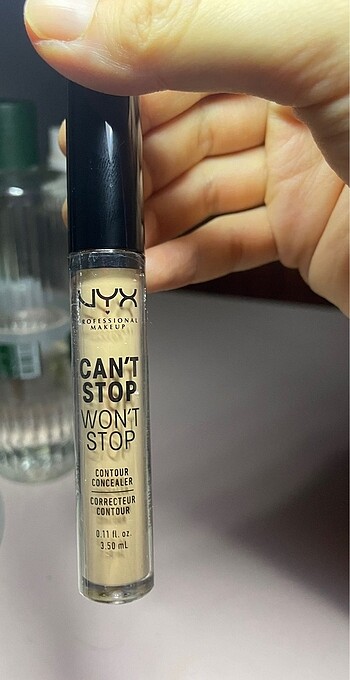 NYX
PROFESSIONAL
MAKEUP
CAN'T
STOP
WON'T
STOP
CONTOUR
CONCEALER
CORRECTEUR
CONTOUR
0.11 fl. oz.
3.50 mL